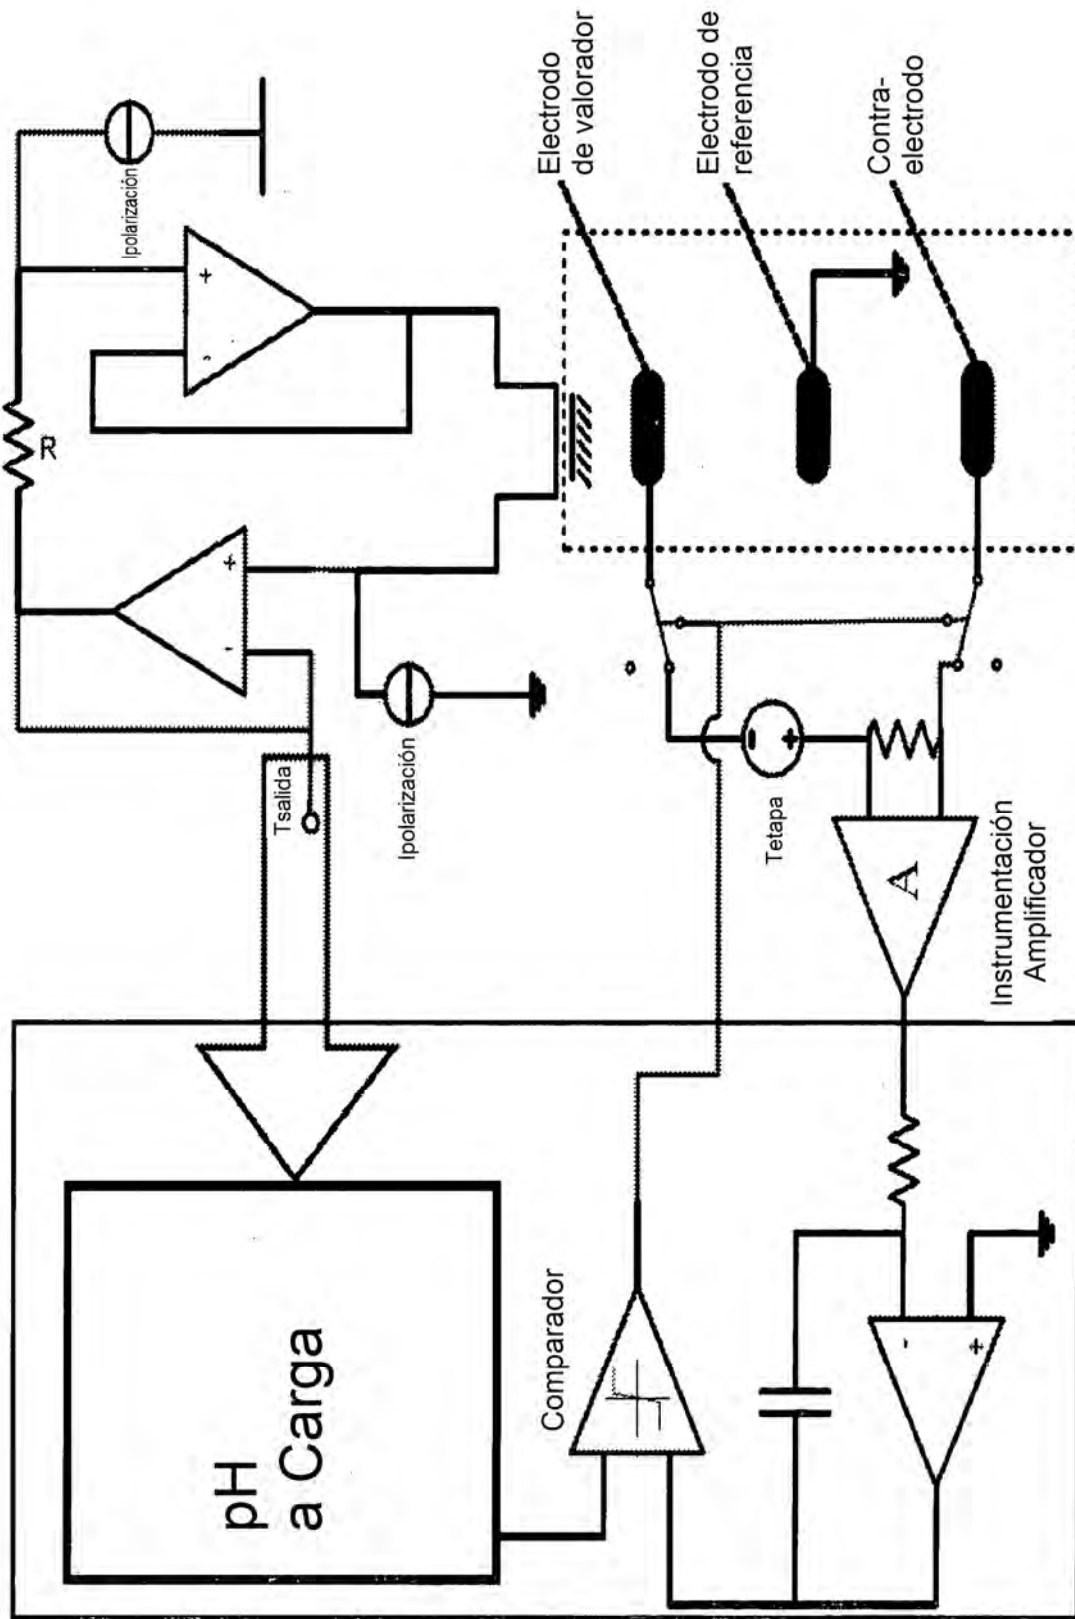 Ipolarización
R
+
-
+
-
Electrodo
de valorador
Electrodo de
referencia
Contra-
electrodo
Tsalida
Ipolarización
Tetapa
-
+
A
Instrumentación
Amplificador
pH
a Carga
Comparador
-
+